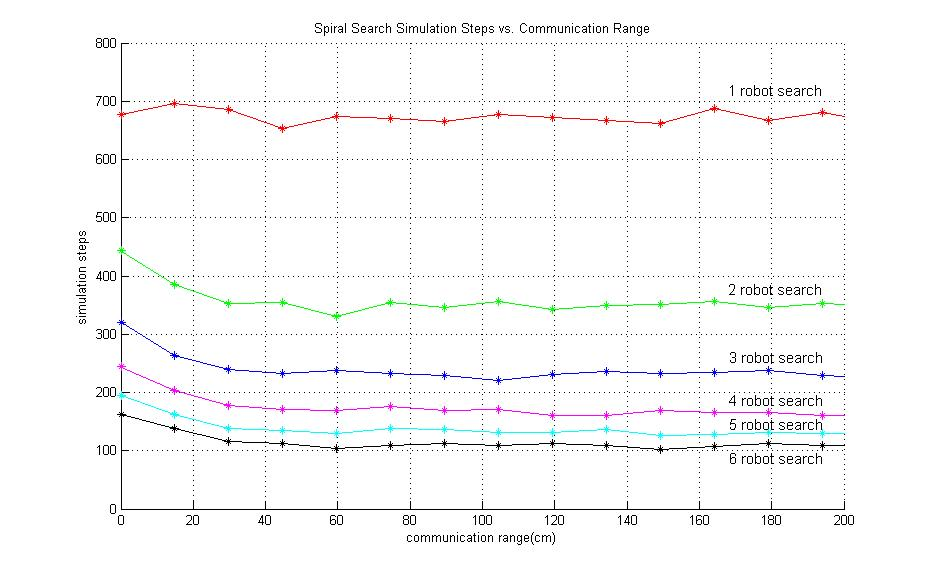 Spiral Search Simulation Steps vs. Communication Range
800
700
600
500
400
300
200
100
0
simulation steps
1 robot search
2 robot search
3 robot search
4 robot search
5 robot search
6 robot search
0 20 40 60 80 100 120 140 160 180 200
communication range(cm)